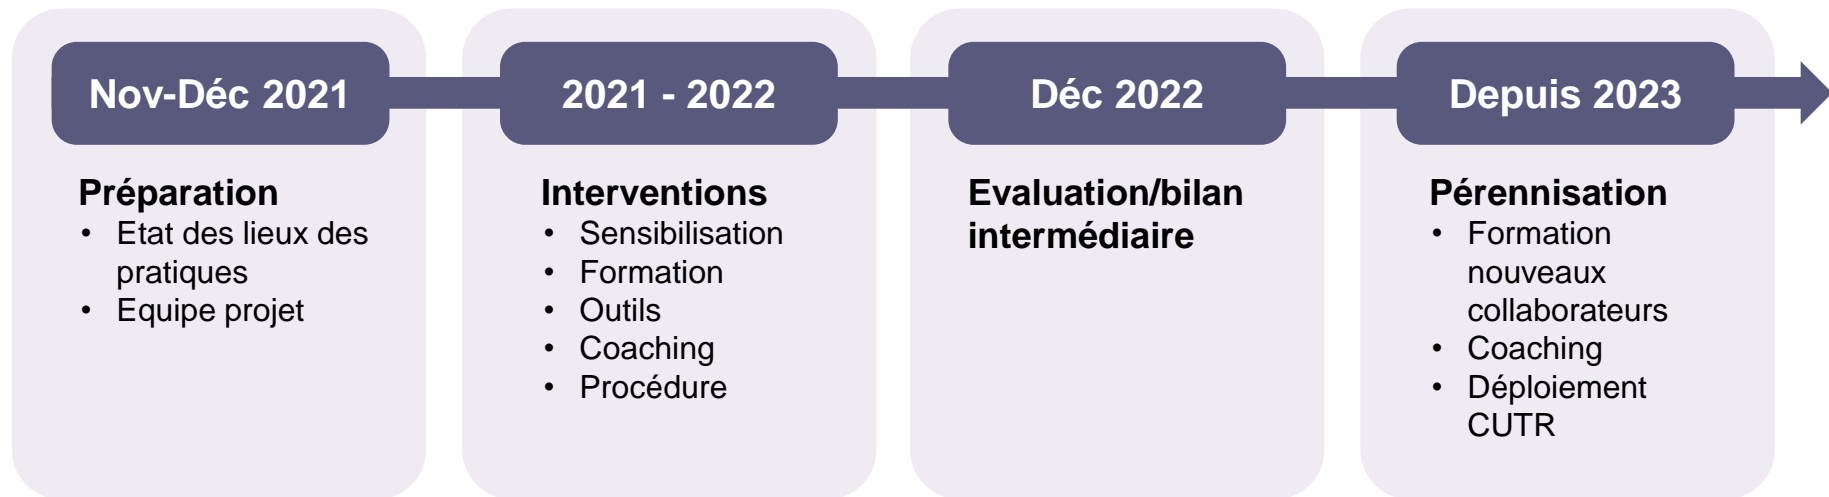 Nov-Déc 2021
Préparation
• Etat des lieux des
pratiques
• Equipe projet
2021 - 2022
Interventions
• Sensibilisation
• Formation
• Outils
• Coaching
• Procédure
Déc 2022
Evaluation/bilan
intermédiaire
Depuis 2023
Pérennisation
• Formation
nouveaux
collaborateurs
• Coaching
• Déploiement
CUTR